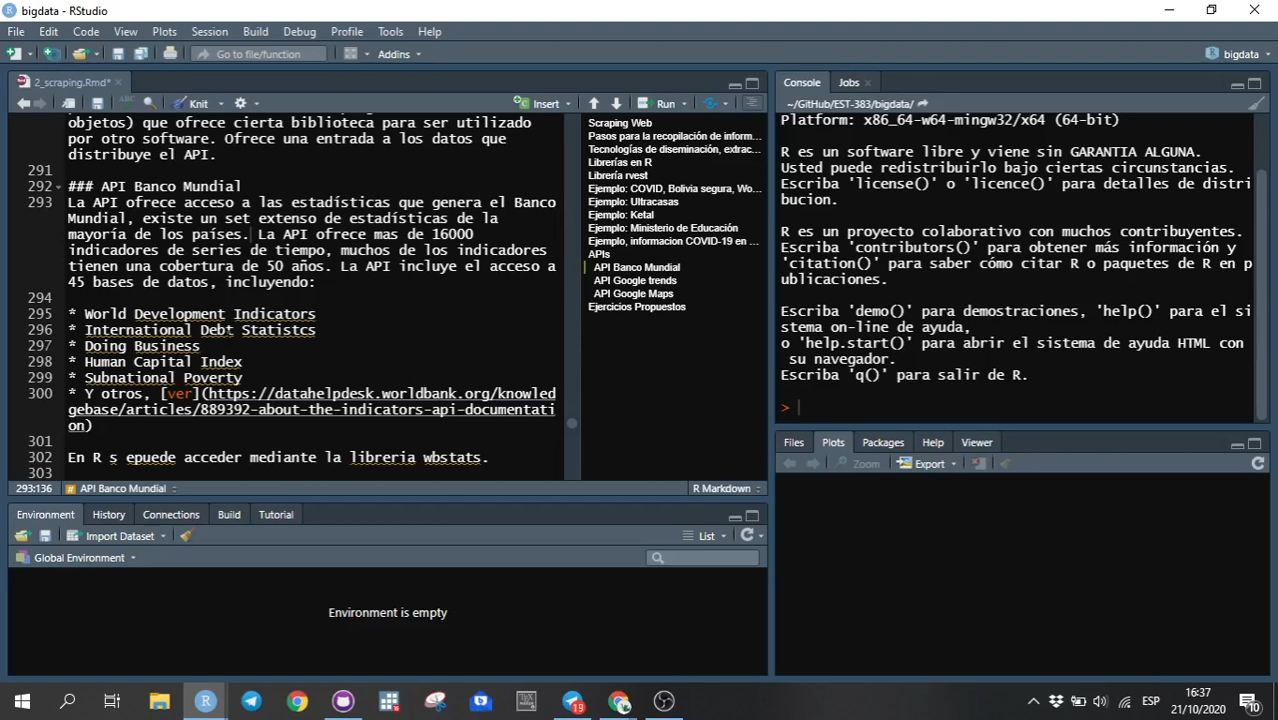 bigdata - RStudio
File Edit Code View Plots Session Build Debug Profile Tools Help
Go to file/function Addins bigdata
2_scraping.Rmd*
Knit Insert Run
objetos) que ofrece cierta biblioteca para ser utilizado
por otro software. Ofrece una entrada a los datos que
distribuye el API.
291
292 ### API Banco Mundial
293 La API ofrece acceso a las estadísticas que genera el Banco
Mundial, existe un set extenso de estadísticas de la
mayoría de los países. La API ofrece mas de 16000
indicadores de series de tiempo, muchos de los indicadores
tienen una cobertura de 50 años. La API incluye el acceso a
45 bases de datos, incluyendo:
294
295 * World Development Indicators
296 * International Debt Statistcs
297 * Doing Business
298 * Human Capital Index
299 * Subnational Poverty
300 * Y otros, [ver](https://datahelpdesk.worldbank.org/knowled
gebase/articles/889392-about-the-indicators-api-documentati
on)
301
302 En R s epuede acceder mediante la libreria wbstats.
303
293:136 # API Banco Mundial R Markdown
Scraping Web
Pasos para la recopilación de inform...
Tecnologías de diseminación, extrac...
Librerías en R
Librería rvest
Ejemplo: COVID, Bolivia segura, Wo...
Ejemplo: Ultracasas
Ejemplo: Ketal
Ejemplo: Ministerio de Educación
Ejemplo, informacion COVID-19 en ...
APIs
API Banco Mundial
API Google trends
API Google Maps
Ejercicios Propuestos
Console Jobs
~/GitHub/EST-383/bigdata/
Platform: x86_64-w64-mingw32/x64 (64-bit)
R es un software libre y viene sin GARANTIA ALGUNA.
Usted puede redistribuirlo bajo ciertas circunstancias.
Escriba 'license()' o 'licence()' para detalles de distri
bucion.
R es un proyecto colaborativo con muchos contribuyentes.
Escriba 'contributors()' para obtener más información y
'citation()' para saber cómo citar R o paquetes de R en p
ublicaciones.
Escriba 'demo()' para demostraciones, 'help()' para el si
stema on-line de ayuda,
o 'help.start()' para abrir el sistema de ayuda HTML con
su navegador.
Escriba 'q()' para salir de R.
>
Files Plots Packages Help Viewer
Zoom Export
Environment History Connections Build Tutorial
Import Dataset List
Global Environment
Environment is empty
19
ESP
16:37
21/10/2020
10